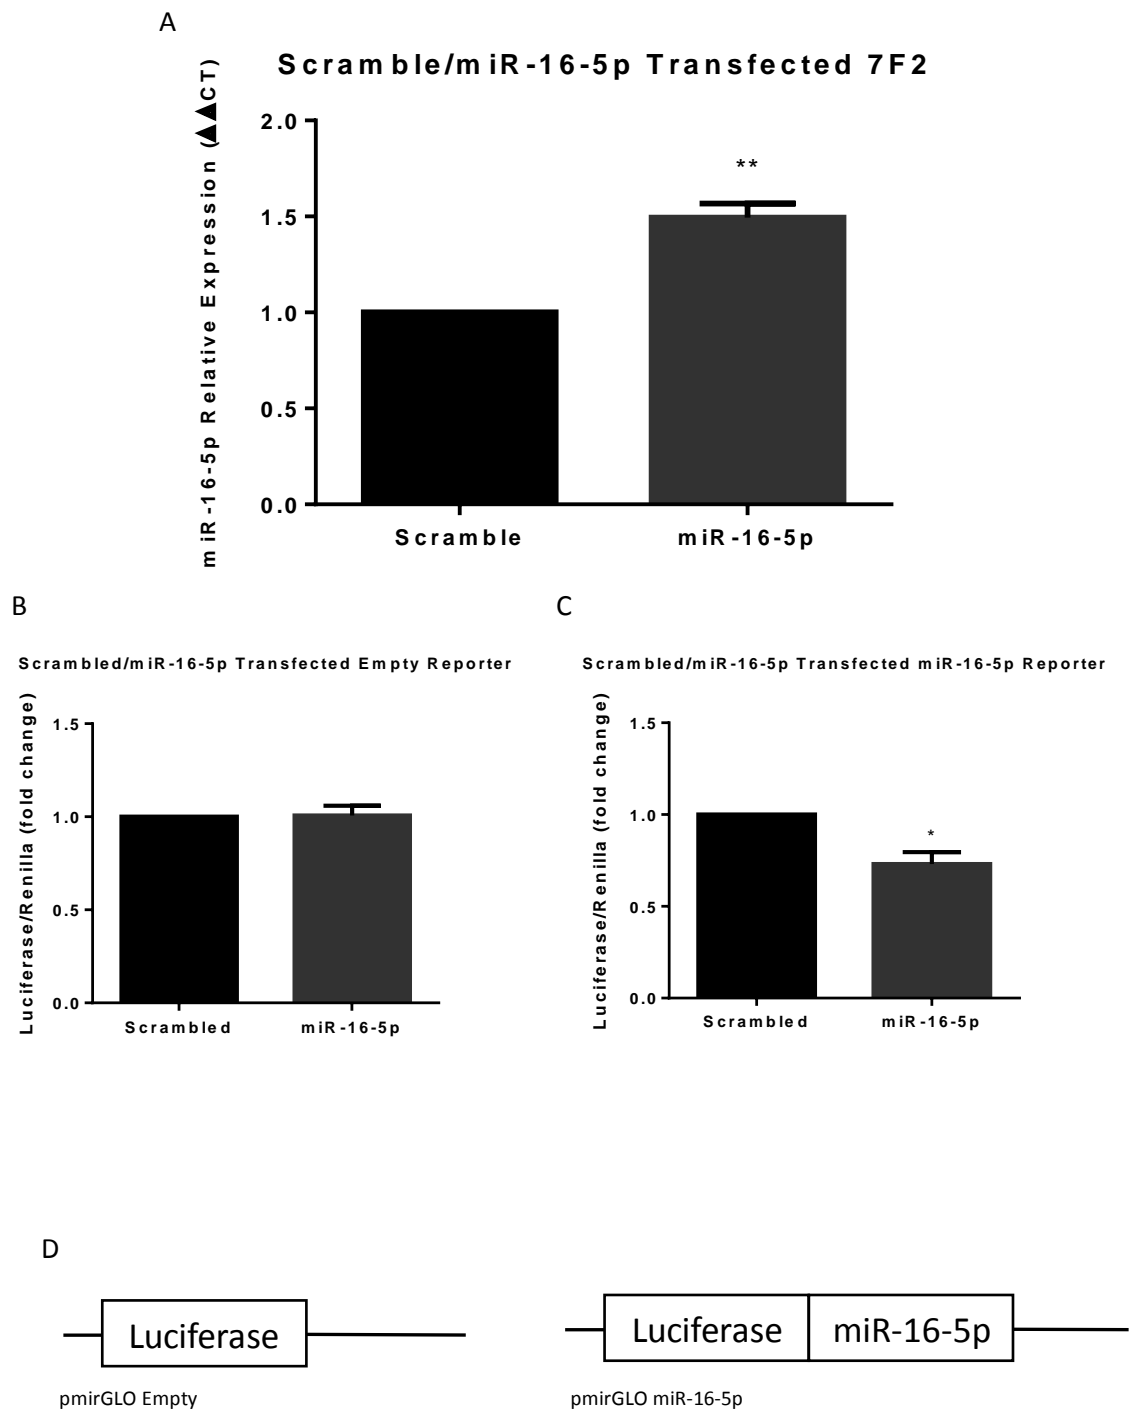 A
Scramble/miR-16-5p Transfected 7F2
miR-16-5p Relative Expression (▲▲CT)
2.0
**
1.5
1.0
0.5
0.0
Scramble
miR-16-5p
B
Scrambled/miR-16-5p Transfected Empty Reporter
Luciferase/Renilla (fold change)
1.5
1.0
0.5
0.0
Scrambled
miR-16-5p
C
Scrambled/miR-16-5p Transfected miR-16-5p Reporter
Luciferase/Renilla (fold change)
1.5
1.0
*
0.5
0.0
Scrambled
miR-16-5p
D
Luciferase
pmirGLO Empty
Luciferase
miR-16-5p
pmirGLO miR-16-5p